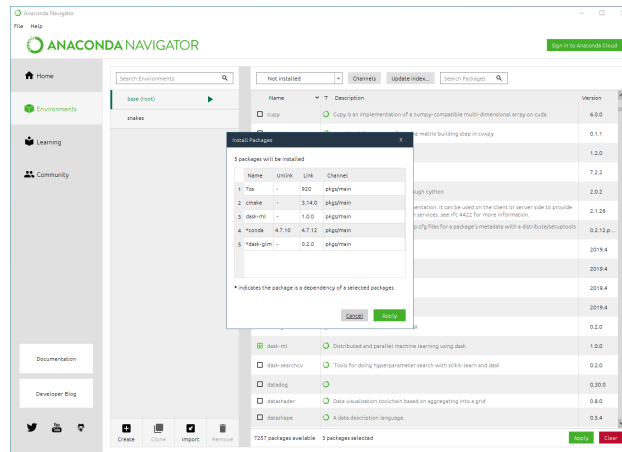 Anaconda Navigator
File Help
ANACONDA NAVIGATOR
Sign in to Anaconda Cloud
Home
Environments
Learning
Community
Documentation
Developer Blog
Search Environments
base (root)
snakes
Create Clone Import Remove
Not installed Channels Update index... Search Packages
Name T Description Version
cupy Cupy is an implementation of a numpy-compatible multi-dimensional array on cuda. 6.0.0
e matrix building step in cvxpy 0.1.1
1.2.0
7.2.2
ough cython 2.0.2
entation. it can be used on the client or server side to provide
n services. see rfc 4422 for more information. 2.1.26
p.cfg files for a package's metadata with a distribute/setuptools 0.2.12.p...
2019.4
2019.4
2019.4
2019.4
sk 0.2.0
dask-ml Distributed and parallel machine learning using dask. 1.0.0
dask-searchcv Tools for doing hyperparameter search with scikit-learn and dask 0.2.0
datadog 0.30.0
datashader Data visualization toolchain based on aggregating into a grid 0.8.0
datashape A data description language. 0.5.4
7257 packages available 3 packages selected Apply Clear
Install Packages X
5 packages will be installed
Name Unlink Link Channel
1 7za - 920 pkgs/main
2 cmake - 3.14.0 pkgs/main
3 dask-ml - 1.0.0 pkgs/main
4 *conda 4.7.10 4.7.12 pkgs/main
5 *dask-glm - 0.2.0 pkgs/main
* indicates the package is a dependency of a selected packages
Cancel Apply